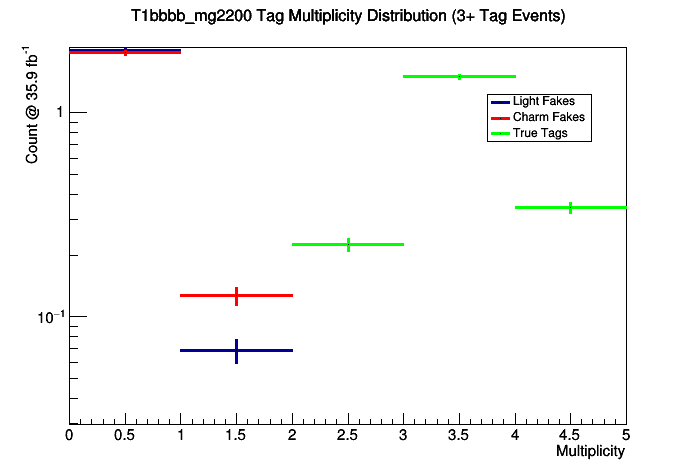 T1bbbb_mg2200 Tag Multiplicity Distribution (3+ Tag Events)
Count @ 35.9 fb⁻¹
1
10⁻¹
Light Fakes
Charm Fakes
True Tags
0 0.5 1 1.5 2 2.5 3 3.5 4 4.5 5
Multiplicity